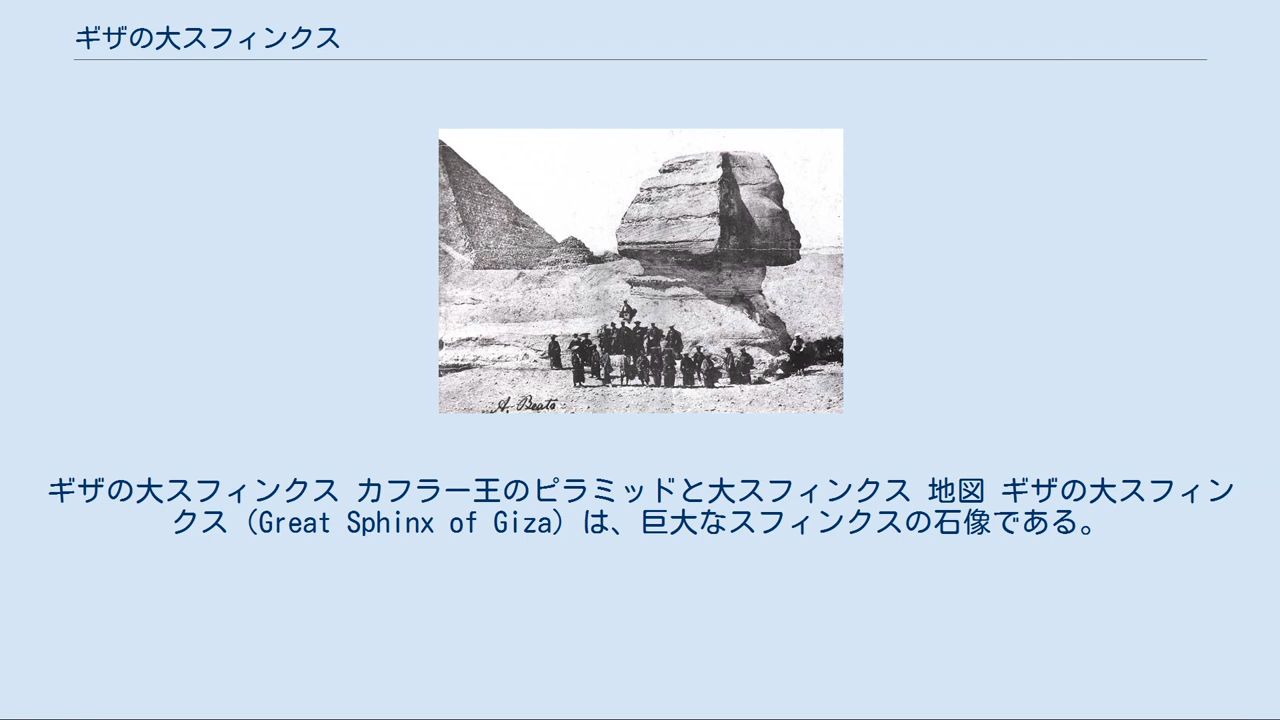 ギザの大スフィンクス
A. Beato
ギザの大スフィンクス カフラー王のピラミッドと大スフィンクス 地図 ギザの大スフィン
クス（Great Sphinx of Giza）は、巨大なスフィンクスの石像である。